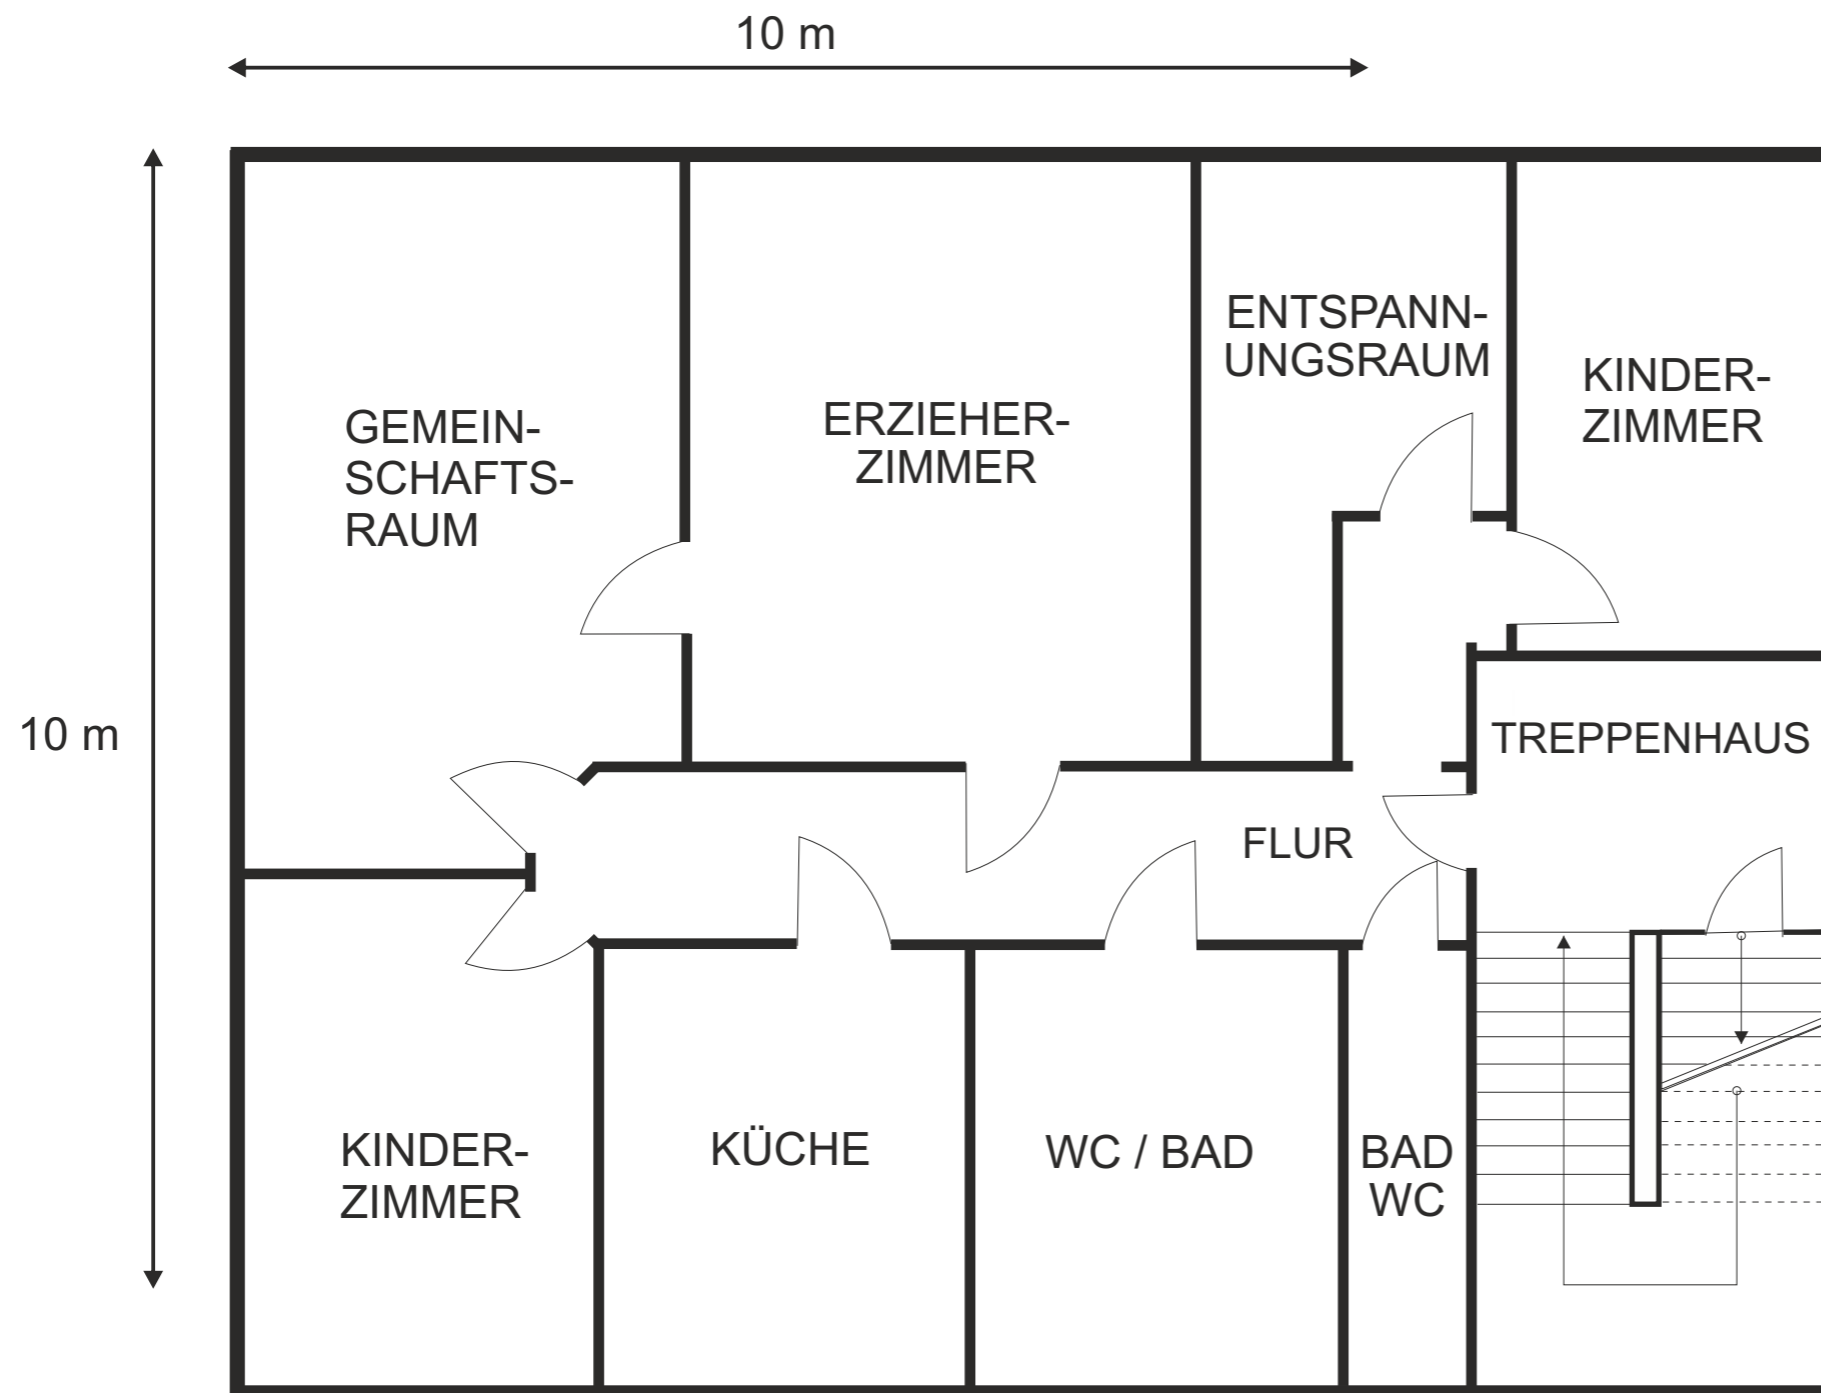 10 m
10 m
GEMEIN-
SCHAFTS-
RAUM
ERZIEHER-
ZIMMER
ENTSPANN-
UNGSRAUM
KINDER-
ZIMMER
TREPPENHAUS
FLUR
KINDER-
ZIMMER
KÜCHE
WC / BAD
BAD
WC